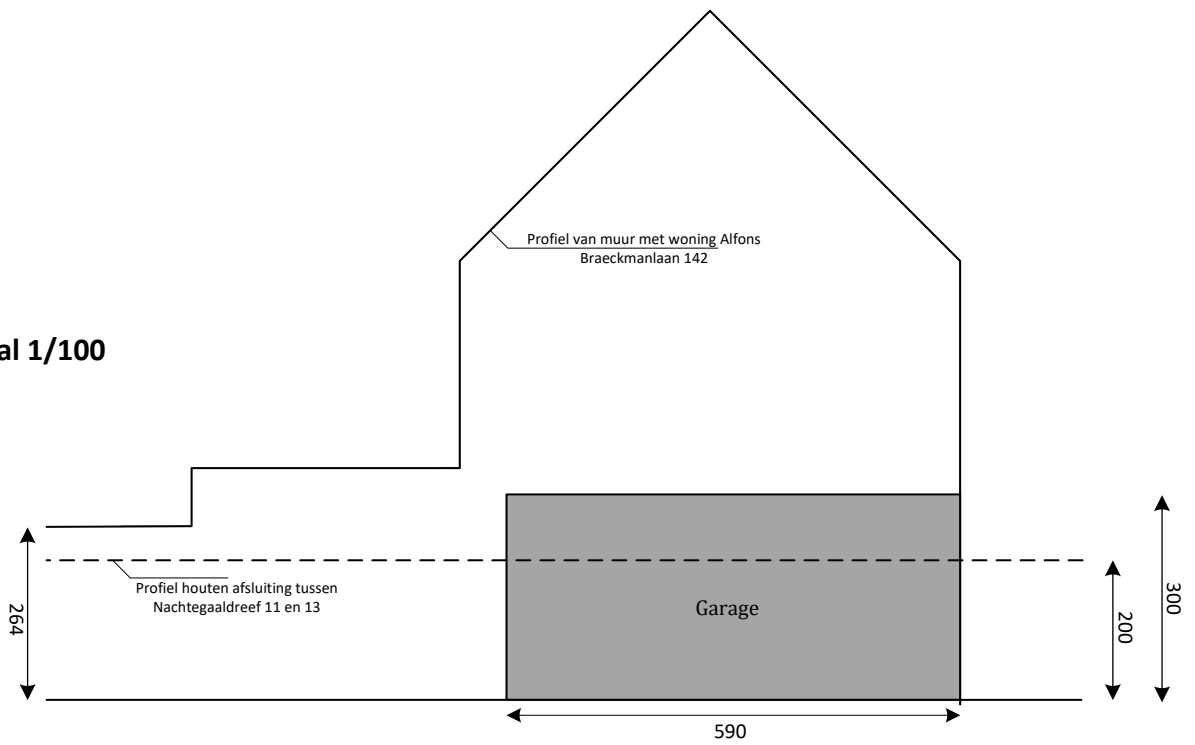 Profiel van muur met woning Alfons
Braeckmanlaan 142
al 1/100
Profiel houten afsluiting tussen
Nachtegaaldreef 11 en 13
Garage
264
200
300
590